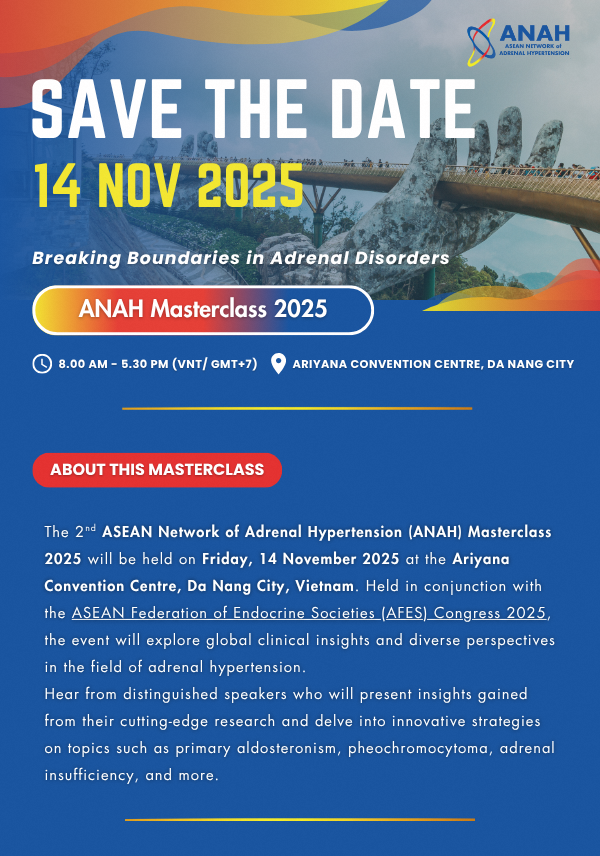 ANAH
ASEAN NETWORK of
ADRENAL HYPERTENSION
SAVE THE DATE
14 NOV 2025
Breaking Boundaries in Adrenal Disorders
ANAH Masterclass 2025
8.00 AM - 5.30 PM (VNT/ GMT+7)
ARIYANA CONVENTION CENTRE, DA NANG CITY
ABOUT THIS MASTERCLASS
The 2nd ASEAN Network of Adrenal Hypertension (ANAH) Masterclass
2025 will be held on Friday, 14 November 2025 at the Ariyana
Convention Centre, Da Nang City, Vietnam. Held in conjunction with
the ASEAN Federation of Endocrine Societies (AFES) Congress 2025,
the event will explore global clinical insights and diverse perspectives
in the field of adrenal hypertension.
Hear from distinguished speakers who will present insights gained
from their cutting-edge research and delve into innovative strategies
on topics such as primary aldosteronism, pheochromocytoma, adrenal
insufficiency, and more.